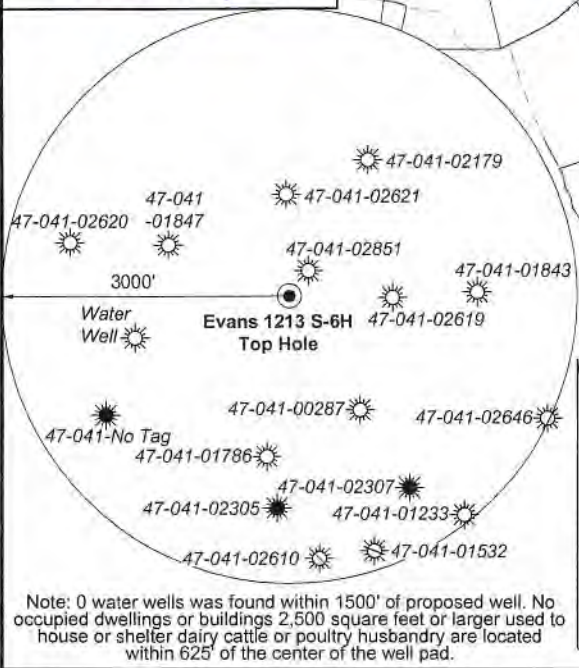 47-041-02179
47-041
-01847
47-041-02621
47-041-02620
47-041-02851
47-041-01843
3000'
Water
Well
Evans 1213 S-6H
Top Hole
47-041-02619
47-041-00287
47-041-02646
47-041-No Tag
47-041-01786
47-041-02307
47-041-02305
47-041-01233
47-041-02610
47-041-01532
Note: 0 water wells was found within 1500' of proposed well. No
occupied dwellings or buildings 2,500 square feet or larger used to
house or shelter dairy cattle or poultry husbandry are located
within 625' of the center of the well pad.